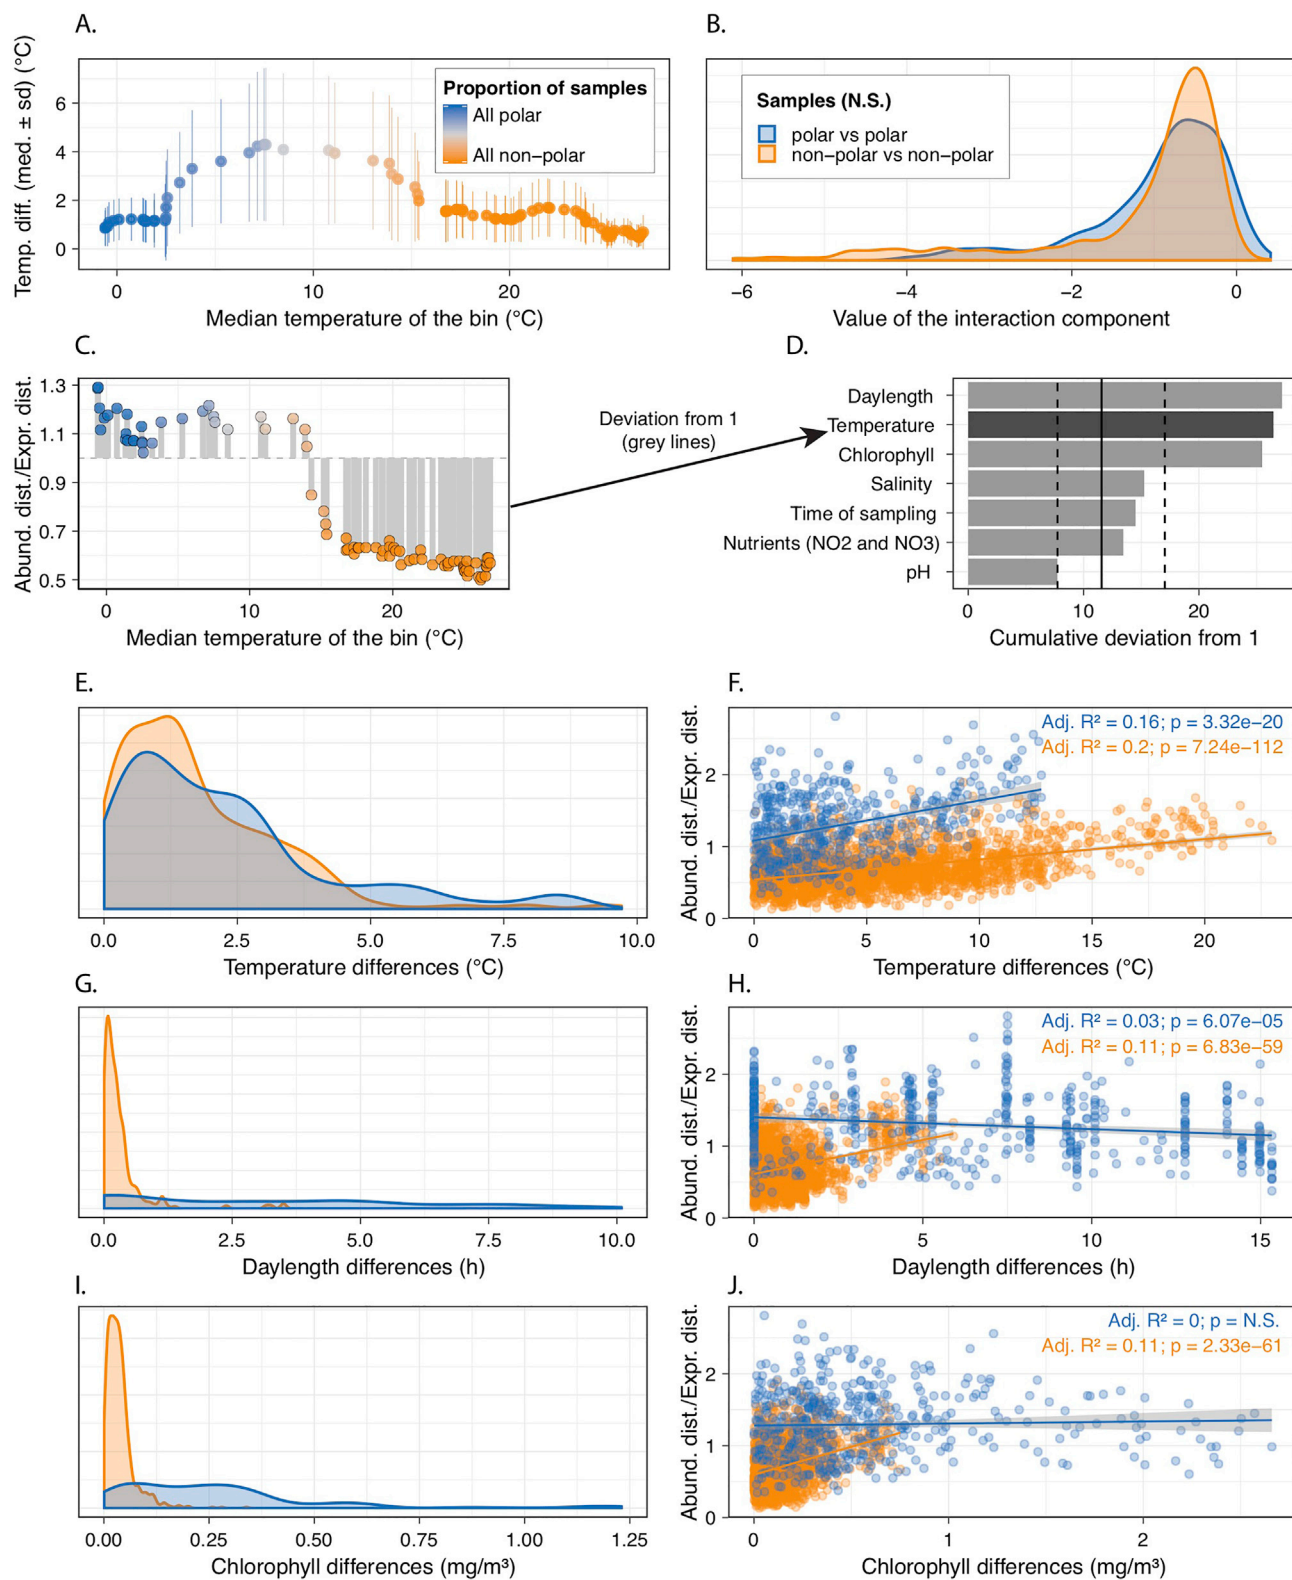 A.
Temp. diff. (med. ± sd) (°C)
6
4
2
0
Proportion of samples
All polar
All non−polar
0
10
20
Median temperature of the bin (°C)
B.
Samples (N.S.)
polar vs polar
non−polar vs non−polar
−6
−4
−2
0
Value of the interaction component
C.
Abund. dist./Expr. dist.
1.3
1.1
0.9
0.7
0.5
0
10
20
Median temperature of the bin (°C)
Deviation from 1
(grey lines)
D.
Daylength
Temperature
Chlorophyll
Salinity
Time of sampling
Nutrients (NO2 and NO3)
pH
0
10
20
Cumulative deviation from 1
E.
0.0
2.5
5.0
7.5
10.0
Temperature differences (°C)
F.
Abund. dist./Expr. dist.
2
1
0
Adj. R² = 0.16; p = 3.32e−20
Adj. R² = 0.2; p = 7.24e−112
0
5
10
15
20
Temperature differences (°C)
G.
0.0
2.5
5.0
7.5
10.0
Daylength differences (h)
H.
Abund. dist./Expr. dist.
2
1
0
Adj. R² = 0.03; p = 6.07e−05
Adj. R² = 0.11; p = 6.83e−59
0
5
10
15
Daylength differences (h)
I.
0.00
0.25
0.50
0.75
1.00
1.25
Chlorophyll differences (mg/m³)
J.
Abund. dist./Expr. dist.
2
1
0
Adj. R² = 0; p = N.S.
Adj. R² = 0.11; p = 2.33e−61
0
1
2
Chlorophyll differences (mg/m³)